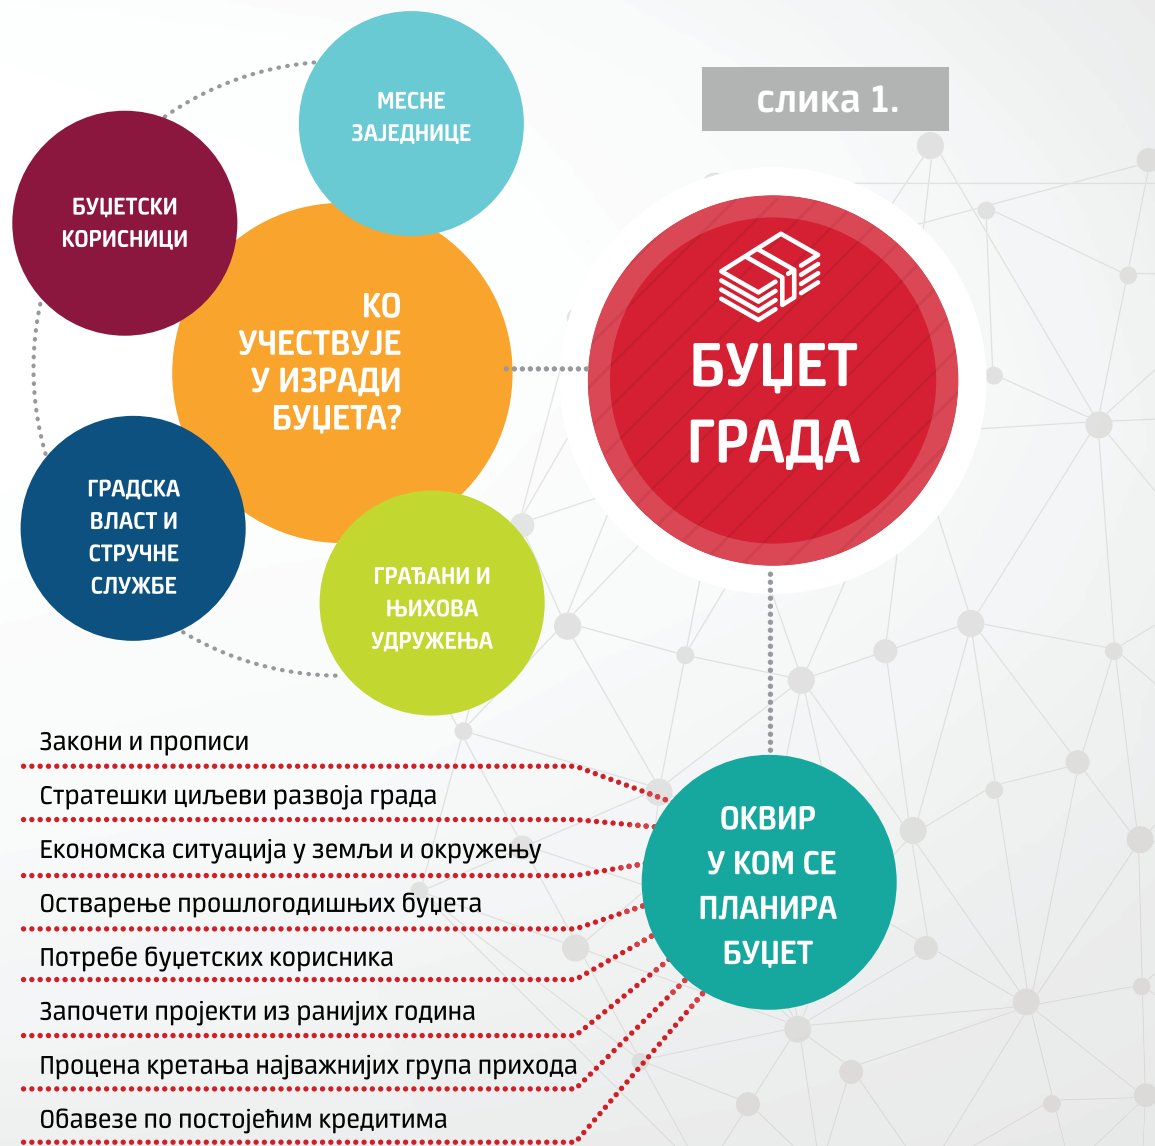 МЕСНЕ
ЗАЈЕДНИЦЕ
слика 1.
БУЏЕТСКИ
КОРИСНИЦИ
КО
УЧЕСТВУЈЕ
У ИЗРАДИ
БУЏЕТА?
БУЏЕТ
ГРАДА
ГРАДСКА
ВЛАСТ И
СТРУЧНЕ
СЛУЖБЕ
ГРАЂАНИ И
ЊИХОВА
УДРУЖЕЊА
Закони и прописи
Стратешки циљеви развоја града
Економска ситуација у земљи и окружењу
Остварење прошлогодишњих буџета
Потребе буџетских корисника
Започети пројекти из ранијих година
Процена кретања најважнијих група прихода
Обавезе по постојећим кредитима
ОКВИР
У КОМ СЕ
ПЛАНИРА
БУЏЕТ